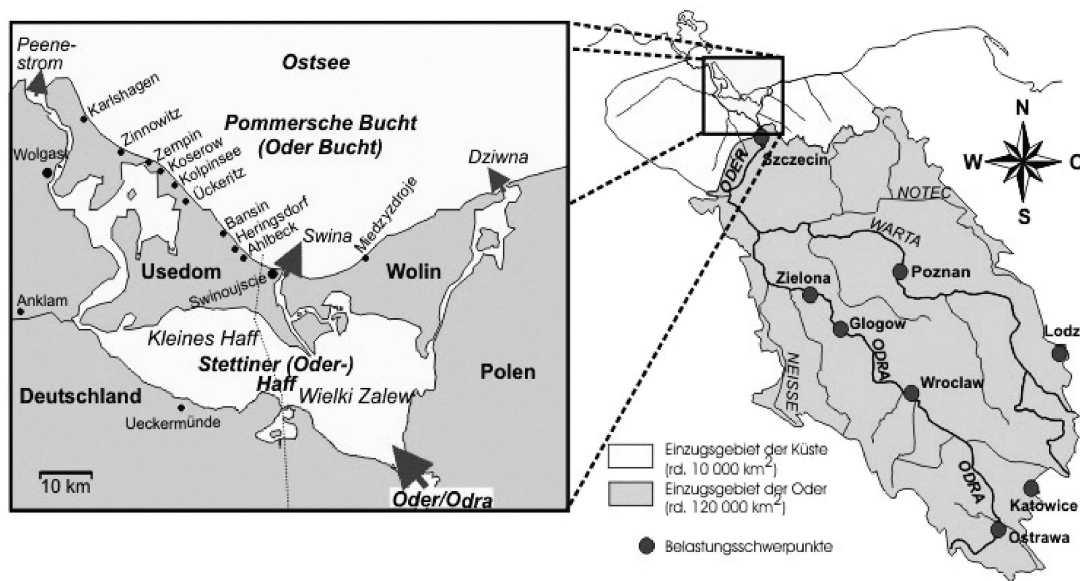 Peene-
strom
Ostsee
Karlshagen
Pommersche Bucht
(Oder Bucht)
Zinnowitz
Zempin
Koserow
Kolpinsee
Ückeritz
Wolgast
Dziwna
Bansin
Heringsdorf
Ahlbeck
Swina
Miedzyzdroje
Usedom
Wolin
Swinoujscie
Anklam
Kleines Haff
Stettiner (Oder-)
Haff
Wielki Zalew
Polen
Deutschland
Ueckermünde
10 km
Oder/Odra
N
W
O
S
Szczecin
ODER
NOTEC
WARTA
Zielona
Poznan
Glogow
Lodz
ODRA
NEISSE
Wroclaw
ODRA
Katowice
Ostrawa
Einzugsgebiet der Küste
(rd. 10 000 km²)
Einzugsgebiet der Oder
(rd. 120 000 km²)
Belastungsschwerpunkte